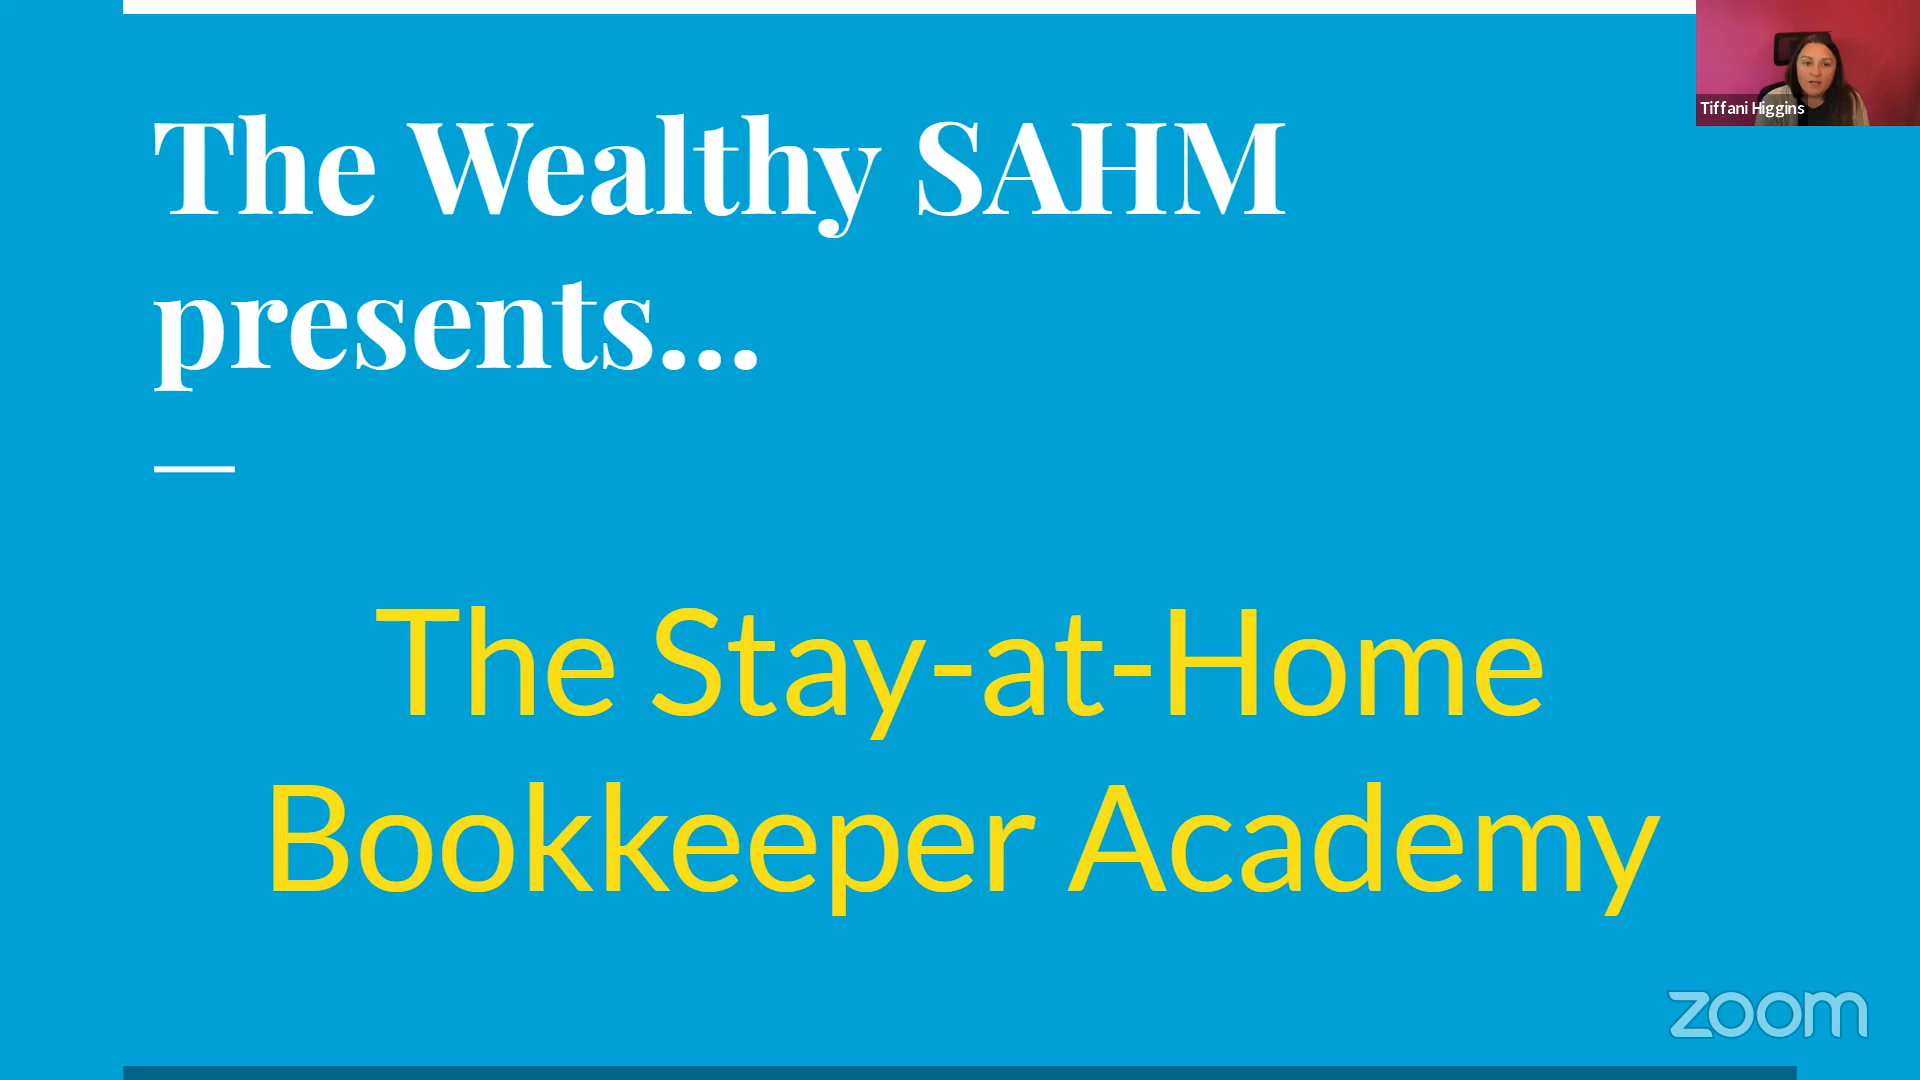 The Wealthy SAHM
presents...
Tiffani Higgins
The Stay-at-Home
Bookkeeper Academy
zoom